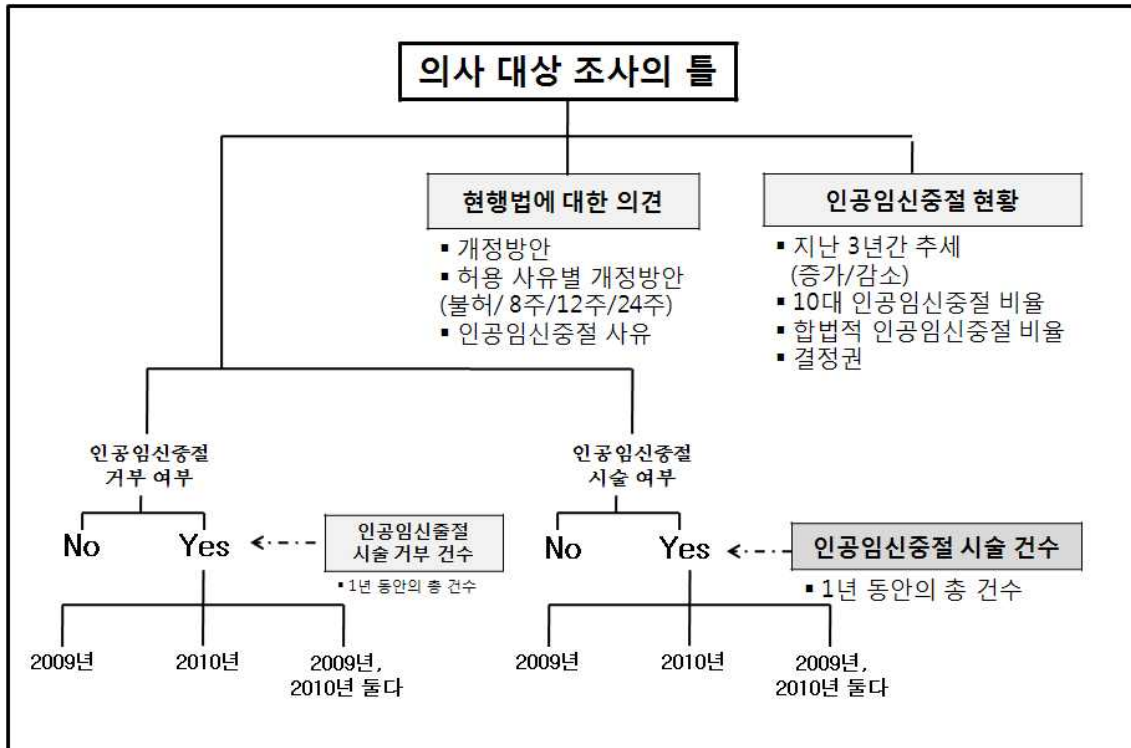 의사 대상 조사의 틀
현행법에 대한 의견
▪ 개정방안
▪ 허용 사유별 개정방안
(불허/ 8주/12주/24주)
▪ 인공임신중절 사유
인공임신중절 현황
▪ 지난 3년간 추세
(증가/감소)
▪ 10대 인공임신중절 비율
▪ 합법적 인공임신중절 비율
▪ 결정권
인공임신중절
거부 여부
No
Yes
인공임신줄절
시술 거부 건수
▪ 1년 동안의 총 건수
2009년
2010년
2009년,
2010년 둘다
인공임신중절
시술 여부
No
Yes
인공임신중절 시술 건수
▪ 1년 동안의 총 건수
2009년
2010년
2009년,
2010년 둘다